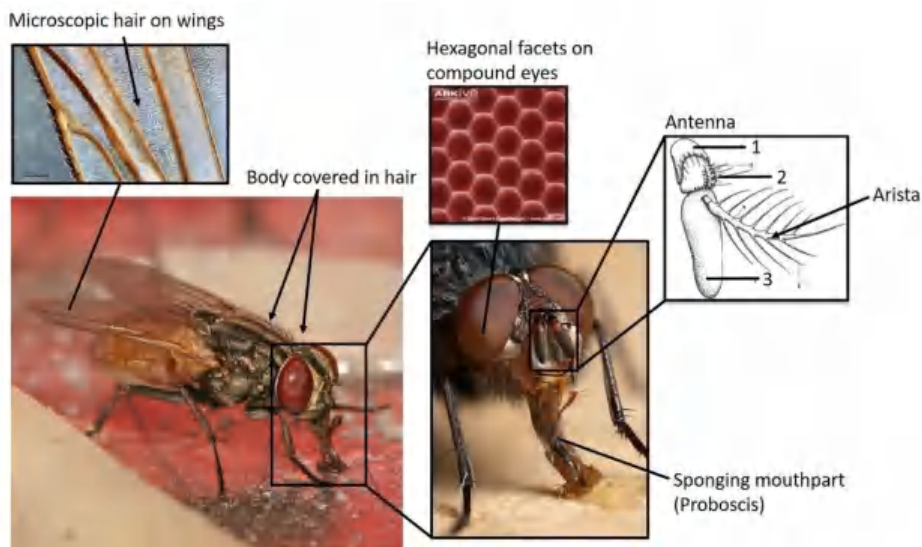 Microscopic hair on wings
Hexagonal facets on
compound eyes
ARKIVE
Antenna
1
2
Arista
3
Body covered in hair
Sponging mouthpart
(Proboscis)